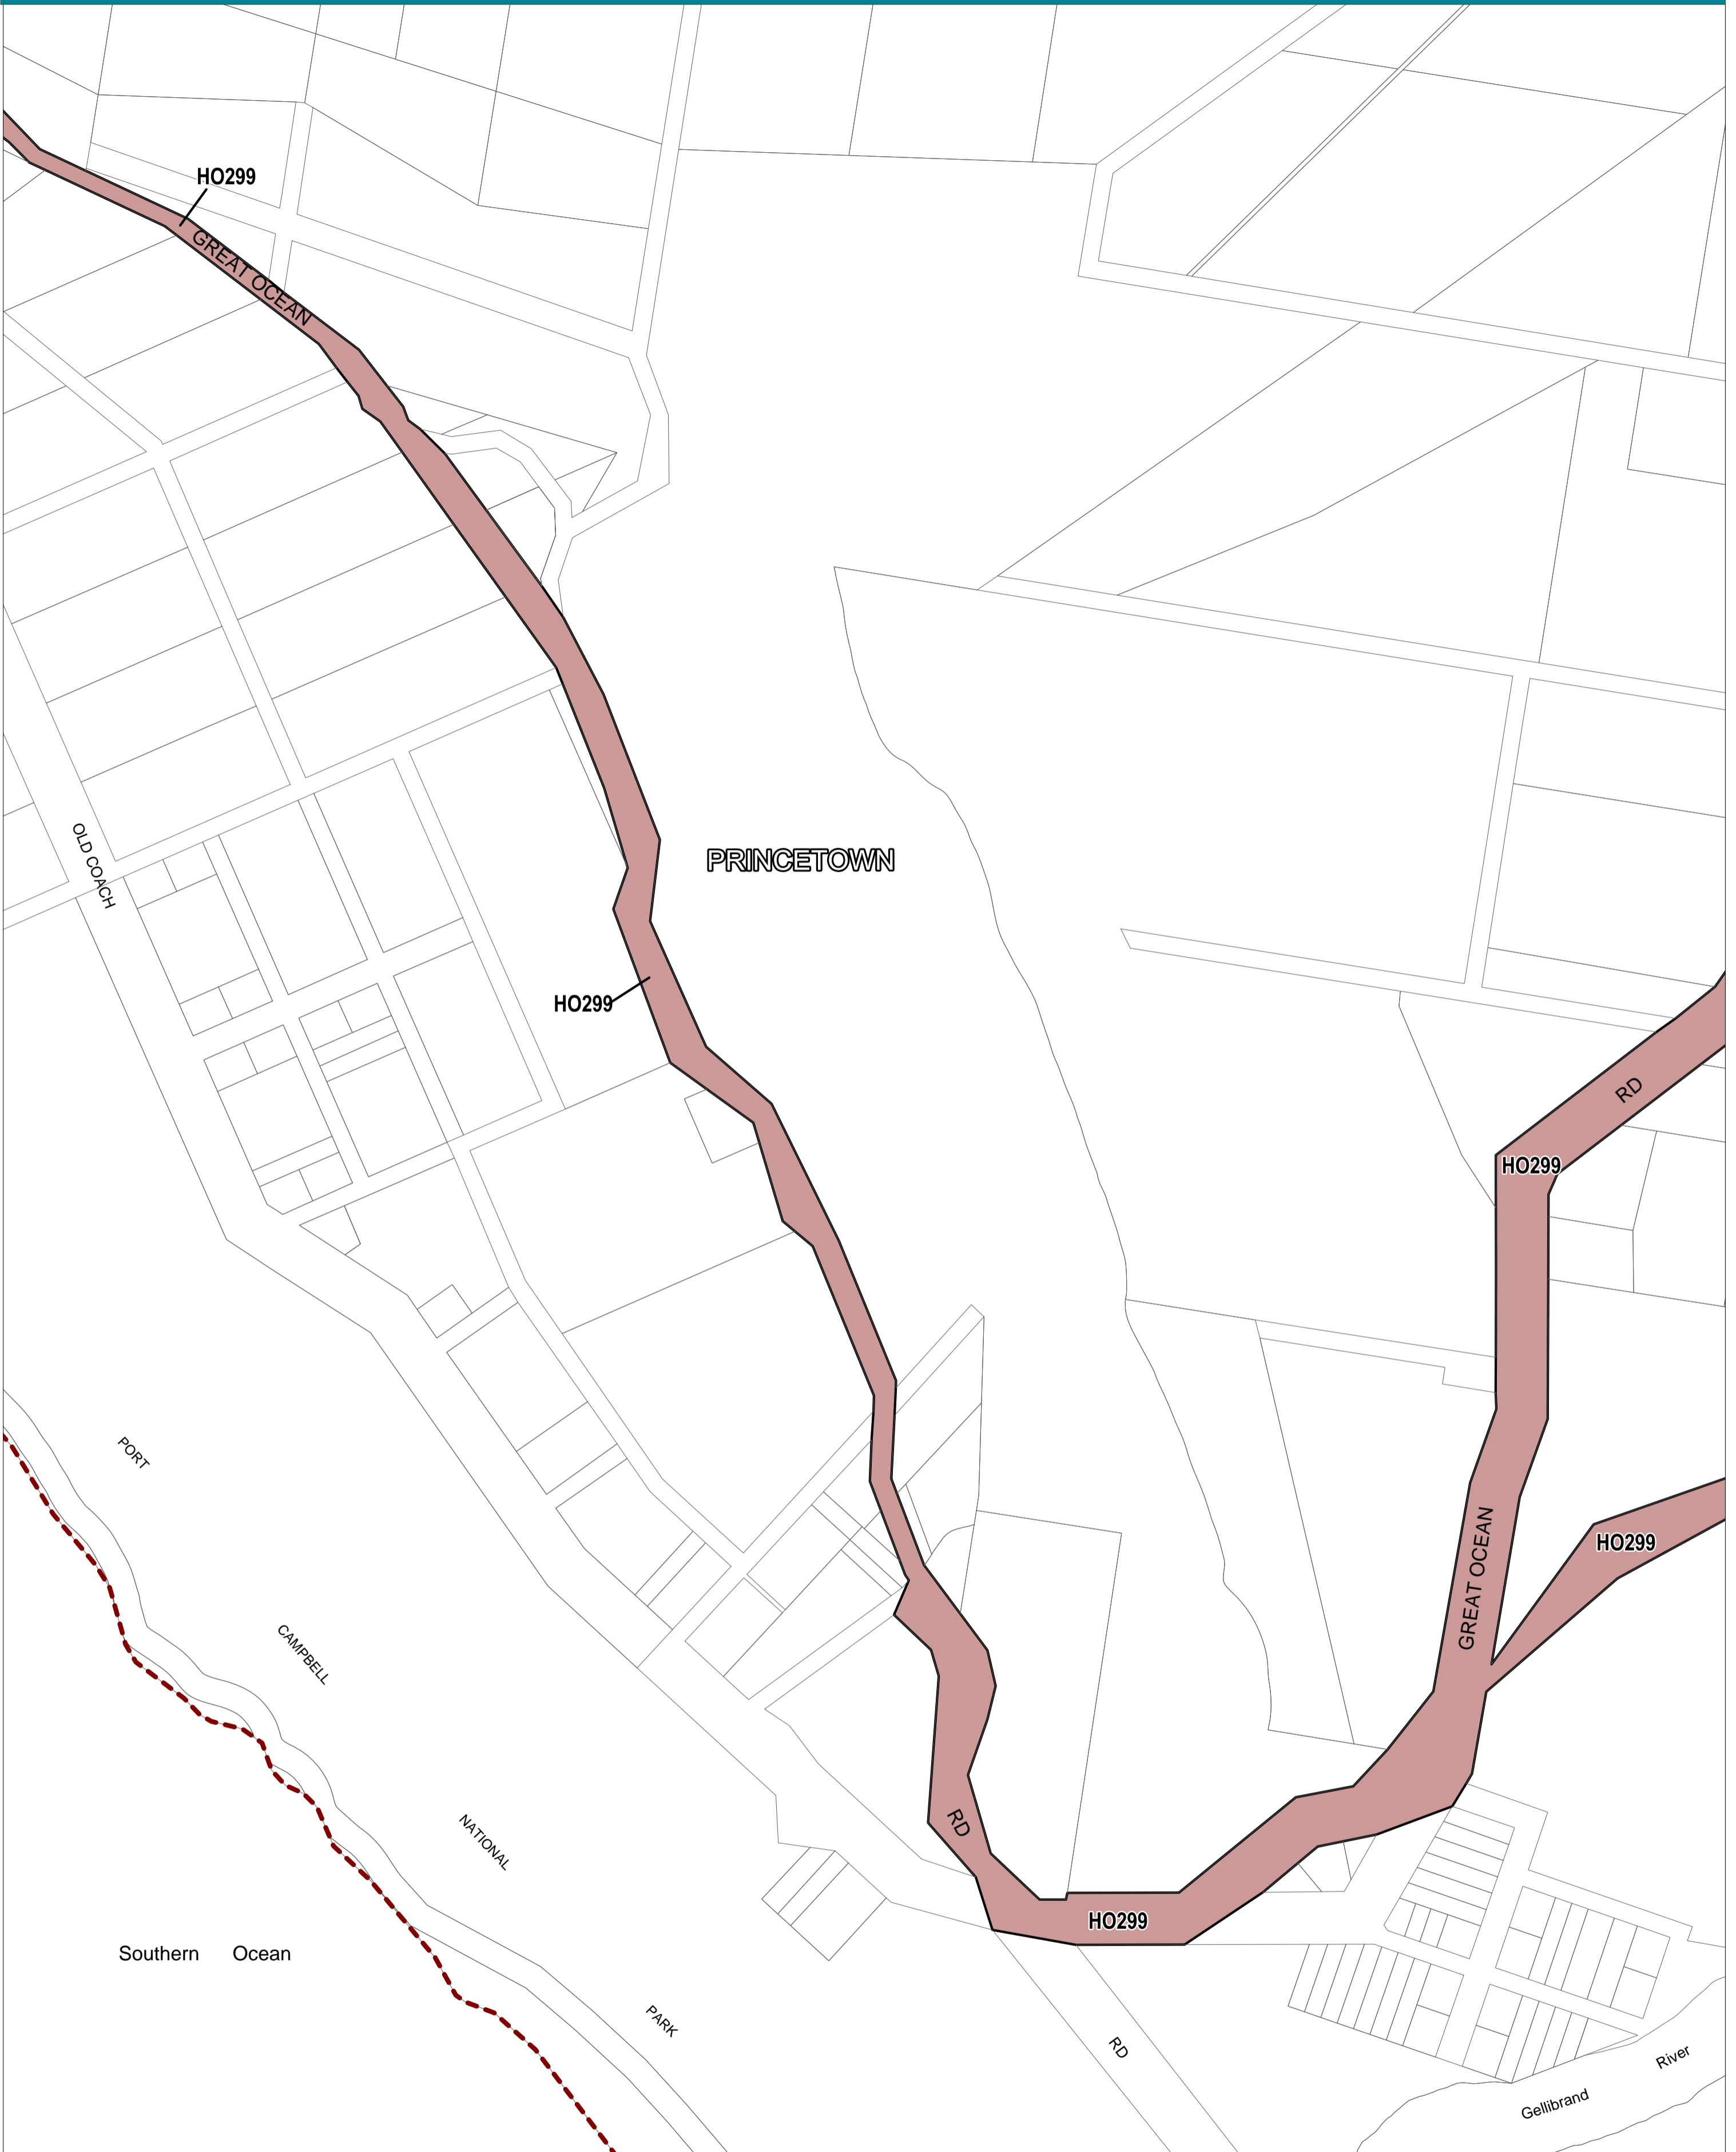 HO299
GREAT OCEAN
OLD COACH
PRINCETOWN
HO299
RD
HO299
PORT
GREAT OCEAN
HO299
CAMPBELL
RD
NATIONAL
HO299
Southern Ocean
PARK
RD
River
Gellibrand